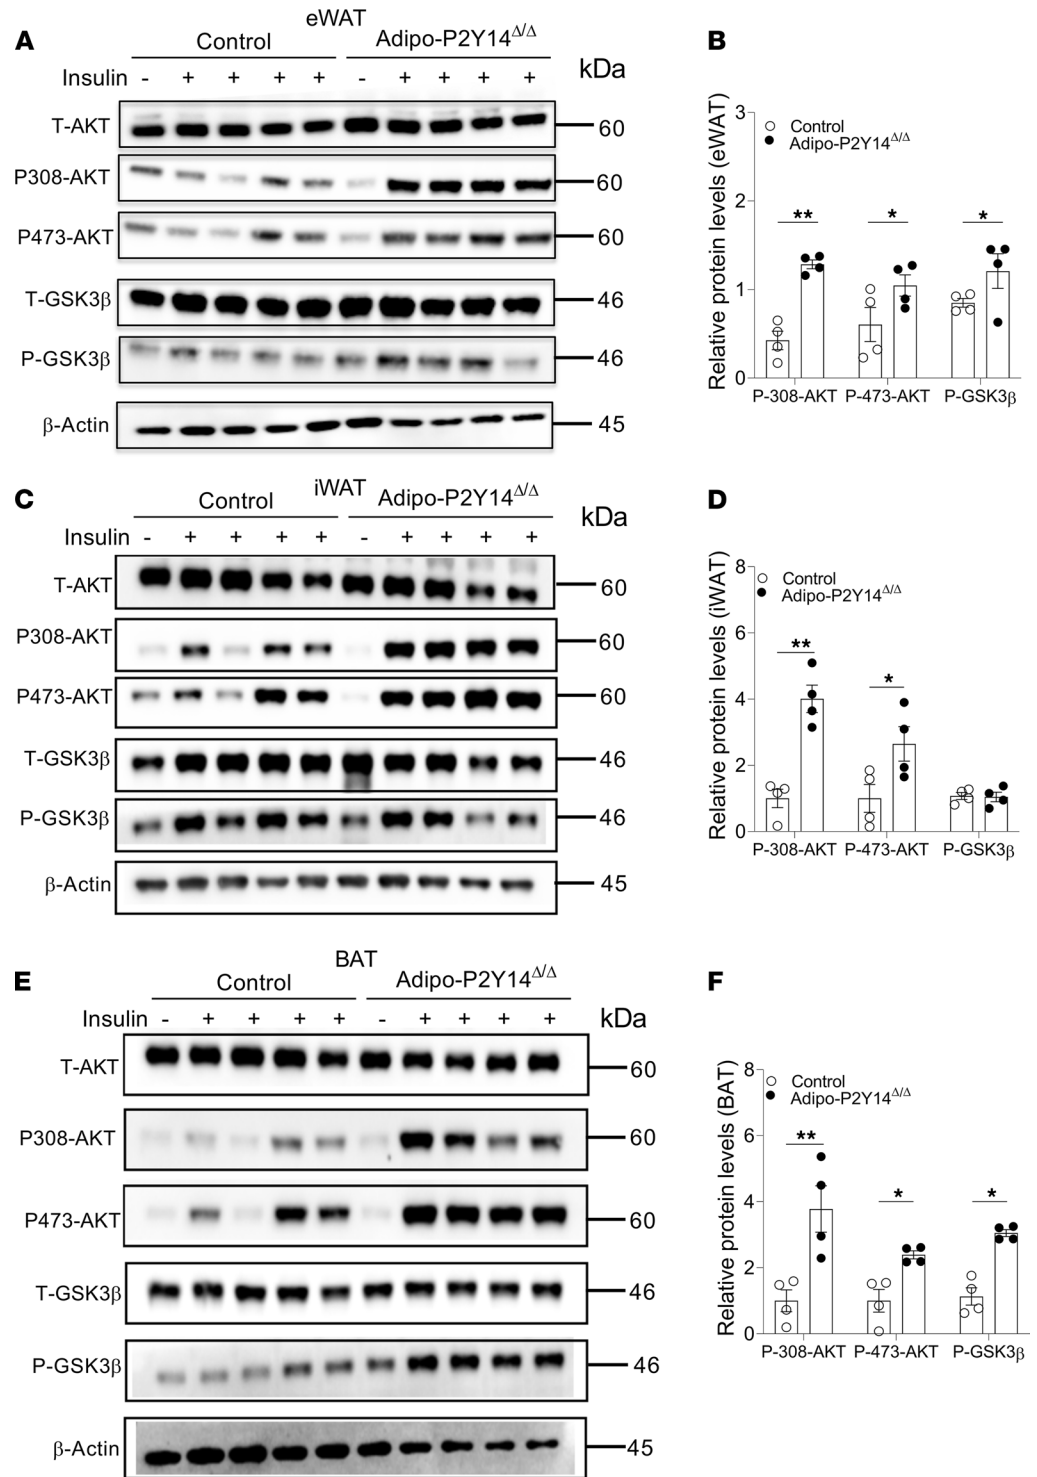 A
eWAT
Control
Adipo-P2Y14Δ/Δ
Insulin - + + + + - + + + +
kDa
T-AKT
60
P308-AKT
60
P473-AKT
60
T-GSK3β
46
P-GSK3β
46
β-Actin
45
B
Relative protein levels (eWAT)
3
2
1
0
Control
Adipo-P2Y14Δ/Δ
** * *
P-308-AKT P-473-AKT P-GSK3β
C
iWAT
Control
Adipo-P2Y14Δ/Δ
Insulin - + + + + - + + + +
kDa
T-AKT
60
P308-AKT
60
P473-AKT
60
T-GSK3β
46
P-GSK3β
46
β-Actin
45
D
Relative protein levels (iWAT)
8
6
4
2
0
Control
Adipo-P2Y14Δ/Δ
** *
P-308-AKT P-473-AKT P-GSK3β
E
BAT
Control
Adipo-P2Y14Δ/Δ
Insulin - + + + + - + + + +
kDa
T-AKT
60
P308-AKT
60
P473-AKT
60
T-GSK3β
46
P-GSK3β
46
β-Actin
45
F
Relative protein levels (BAT)
8
6
4
2
0
Control
Adipo-P2Y14Δ/Δ
** * *
P-308-AKT P-473-AKT P-GSK3β